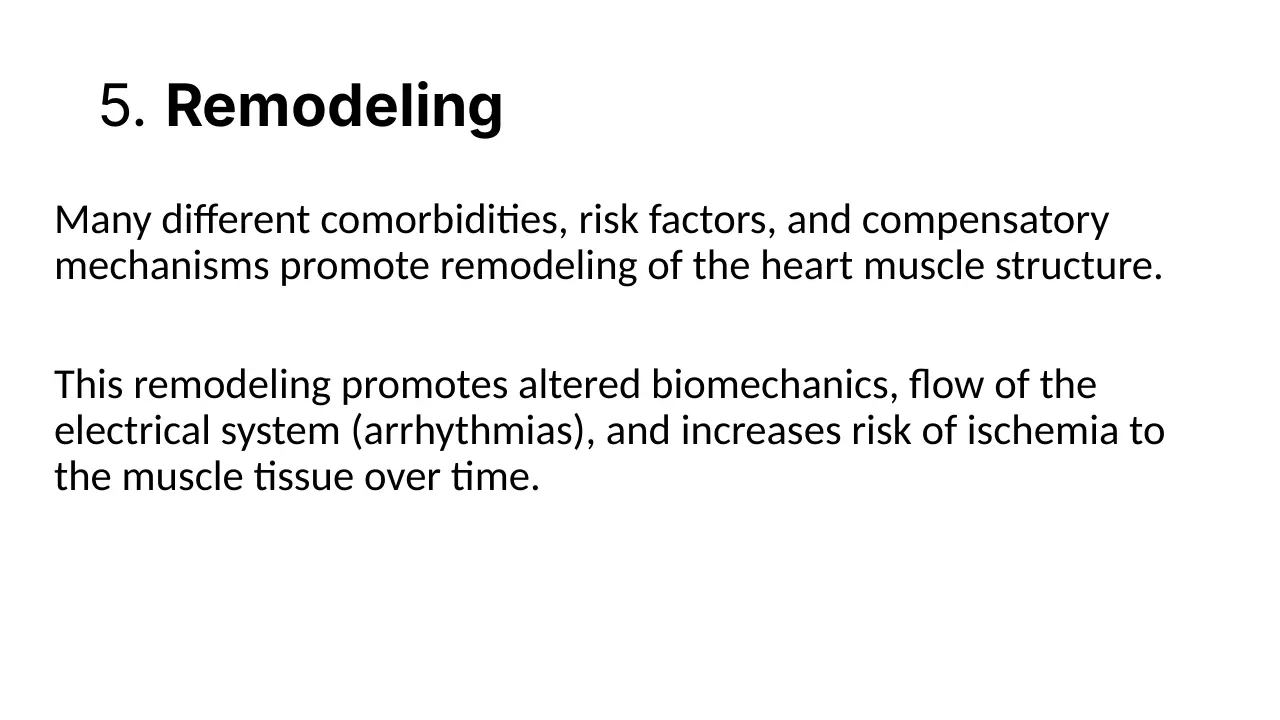 5. Remodeling
Many different comorbidities, risk factors, and compensatory
mechanisms promote remodeling of the heart muscle structure.
This remodeling promotes altered biomechanics, flow of the
electrical system (arrhythmias), and increases risk of ischemia to
the muscle tissue over time.